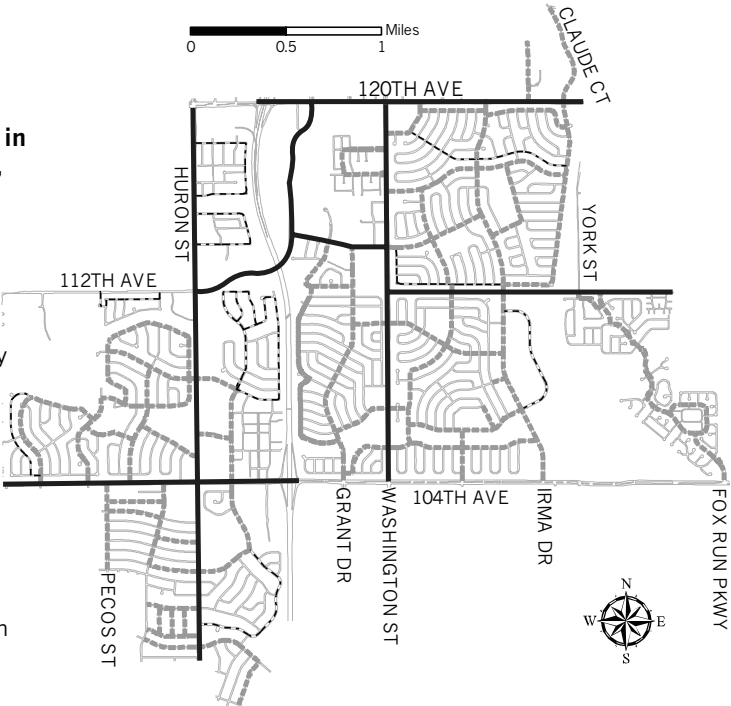 Miles
0 0.5 1
CLAUDE CT
120TH AVE
in
HURON ST
YORK ST
112TH AVE
y
GRANT DR
WASHINGTON ST
104TH AVE
IRMA DR
FOX RUN PKWY
PECOS ST
N
W E
S
n